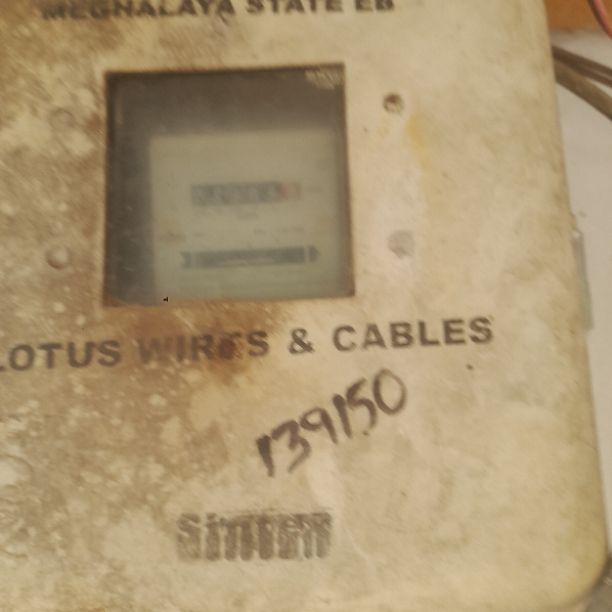 MEGHALAYA STATE EB
LOTUS WIRES & CABLES
139150
Sintex